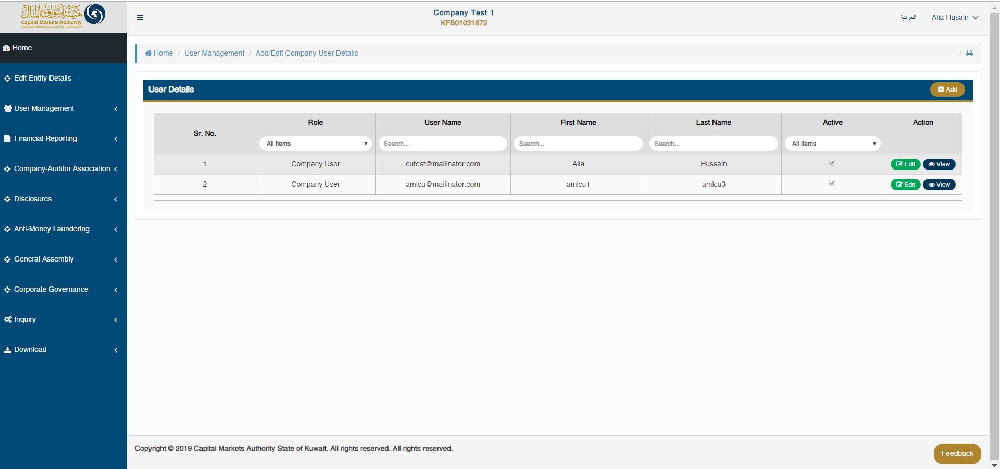 هيئة أسواق المال
Capital Markets Authority
State Of Kuwait دولة الكويت
Company Test 1
KFB01031872
العربية
Alia Husain
Home
Edit Entity Details
User Management
Financial Reporting
Company-Auditor Association
Disclosures
Anti-Money Laundering
General Assembly
Corporate Governance
Inquiry
Download
Home / User Management / Add/Edit Company User Details /
User Details
Add
Sr. No. Role User Name First Name Last Name Active Action
All Items Search... Search... Search... All Items
1 Company User cutest@mailinator.com Alia Hussain Edit View
2 Company User amlcu@mailinator.com amlcu1 amlcu3 Edit View
Copyright © 2019 Capital Markets Authority State of Kuwait. All rights reserved. All rights reserved.
Feedback